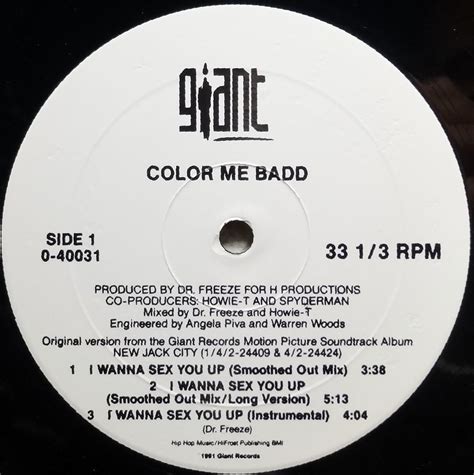 giant
COLOR ME BADD
SIDE 1
0-40031
33 1/3 RPM
PRODUCED BY DR. FREEZE FOR H PRODUCTIONS
CO-PRODUCERS: HOWIE-T AND SPYDERMAN
Mixed by Dr. Freeze and Howie-T
Engineered by Angela Piva and Warren Woods
Original version from the Giant Records Motion Picture Soundtrack Album
NEW JACK CITY (1/4/2-24409 & 4/2-24424)
1 I WANNA SEX YOU UP (Smoothed Out Mix) 3:38
2 I WANNA SEX YOU UP
(Smoothed Out Mix/Long Version) 5:13
3 I WANNA SEX YOU UP (Instrumental) 4:04
(Dr. Freeze)
Hip Hop Music/HiFrost Publishing BMI
1991 Giant Records